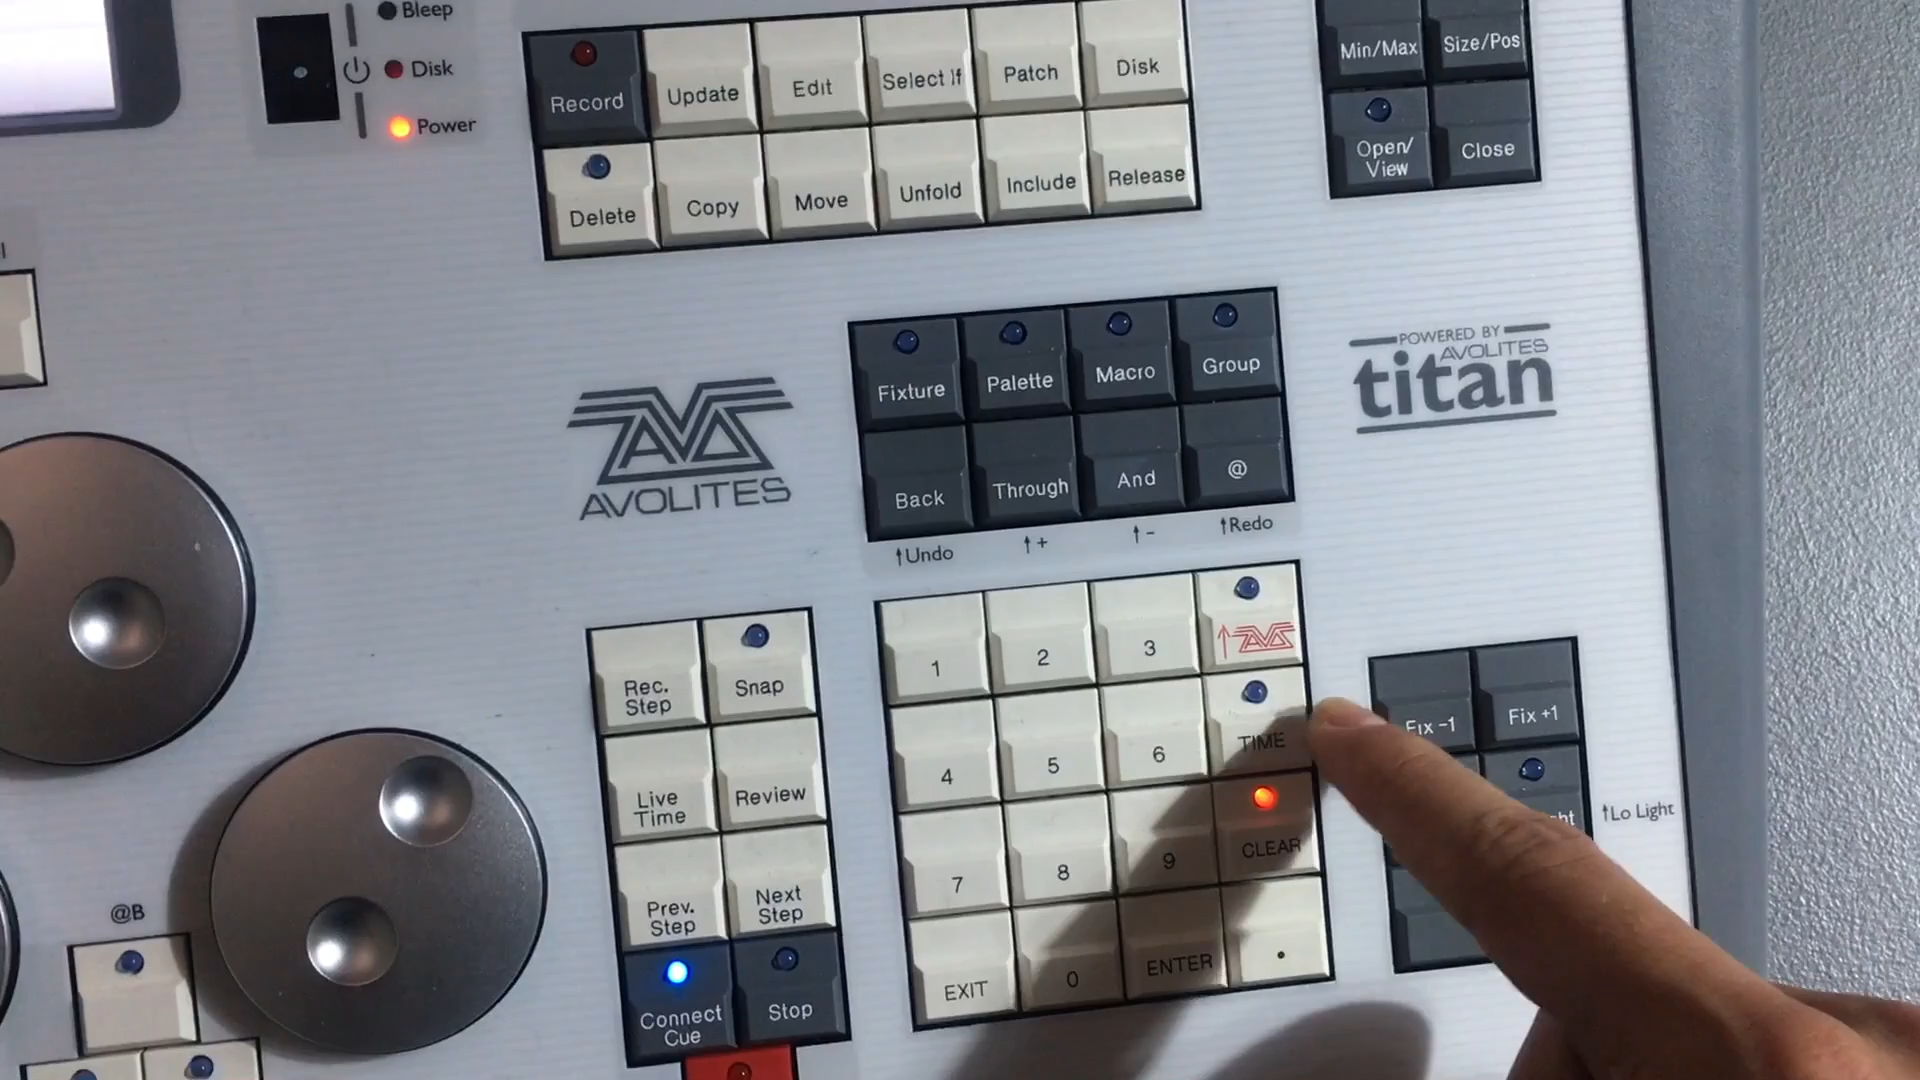 Bleep
Disk
Power
Record
Update
Edit
Select If
Patch
Disk
Delete
Copy
Move
Unfold
Include
Release
Min/Max
Size/Pos
Open/
View
Close
Fixture
Palette
Macro
Group
Back
Through
And
@
↑Undo
↑+
↑-
↑Redo
AVOLITES
POWERED BY
AVOLITES
titan
Rec.
Step
Snap
Live
Time
Review
Prev.
Step
Next
Step
Connect
Cue
Stop
1
2
3
↑
4
5
6
TIME
7
8
9
CLEAR
EXIT
0
ENTER
.
Fix -1
Fix +1
↑Lo Light
@B